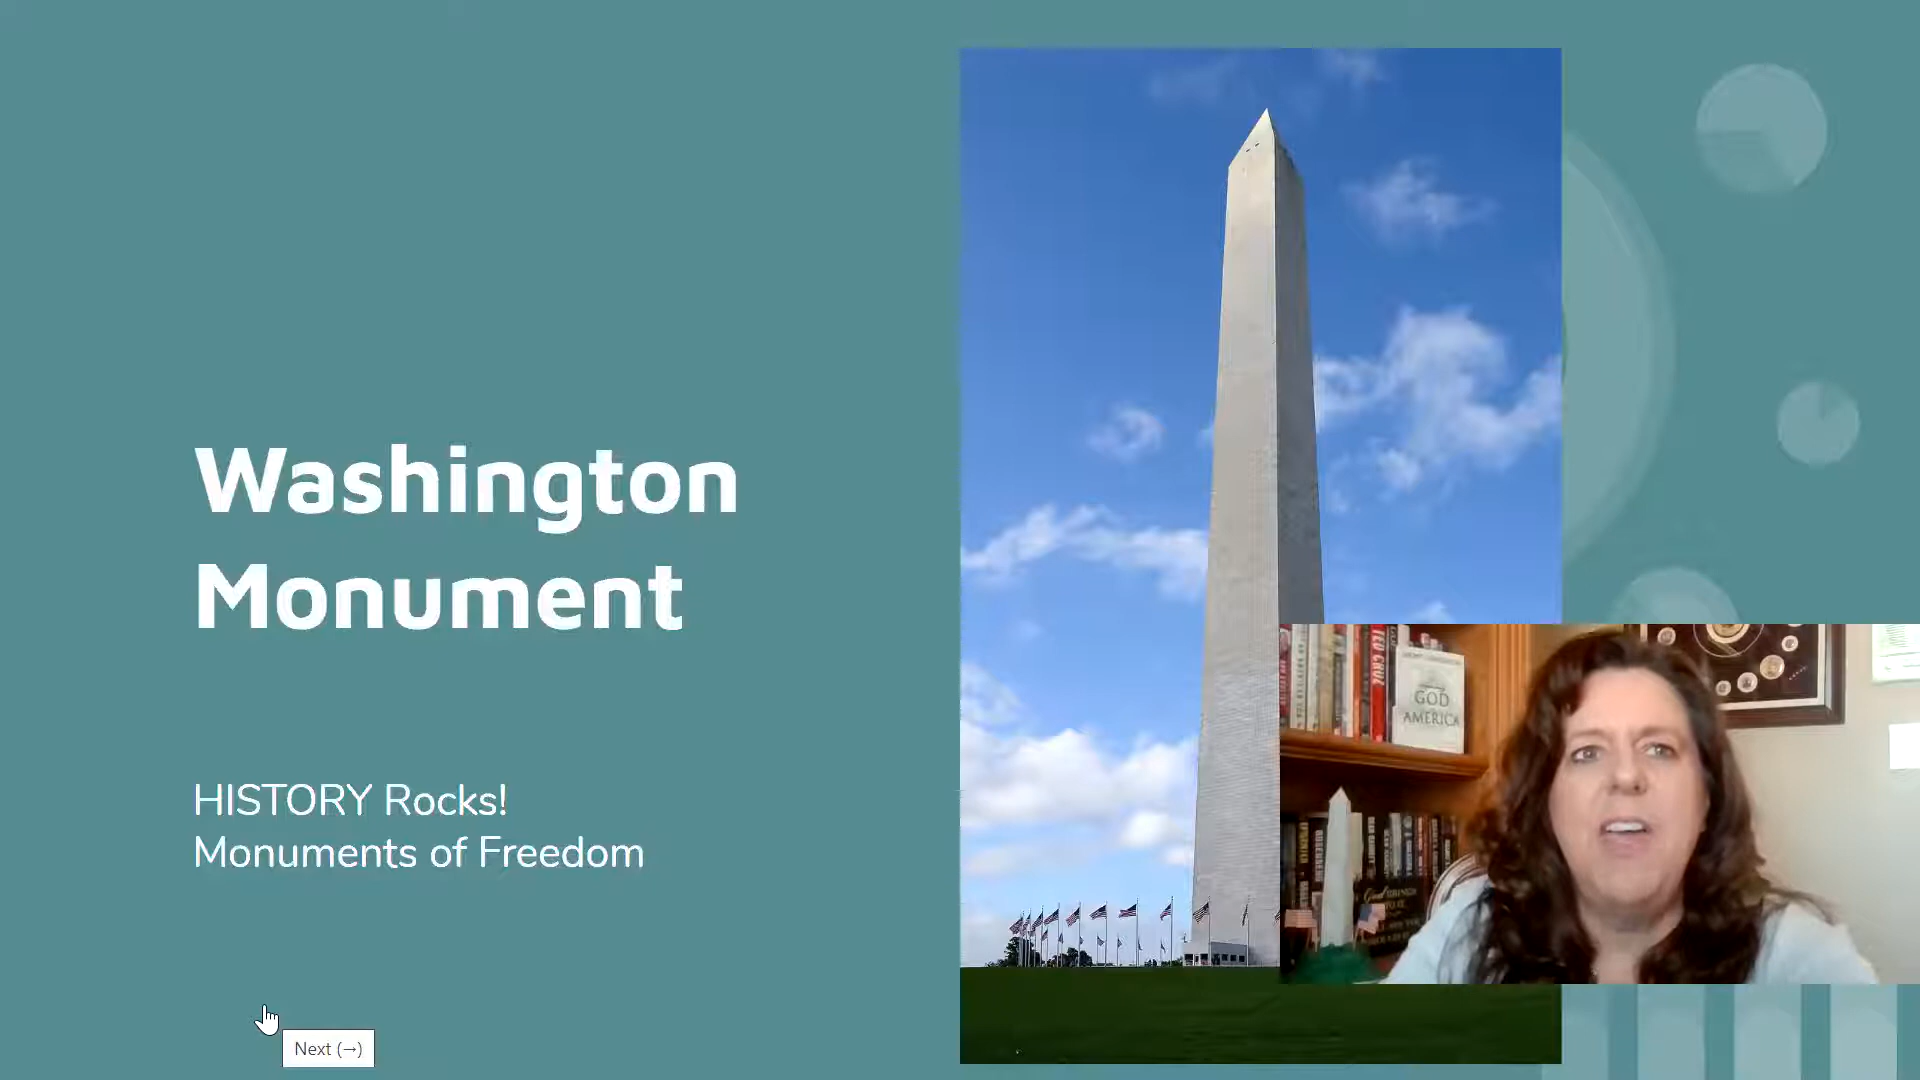 Washington
Monument
HISTORY Rocks!
Monuments of Freedom
Next (→)
TED CRUZ
GOD
AMERICA